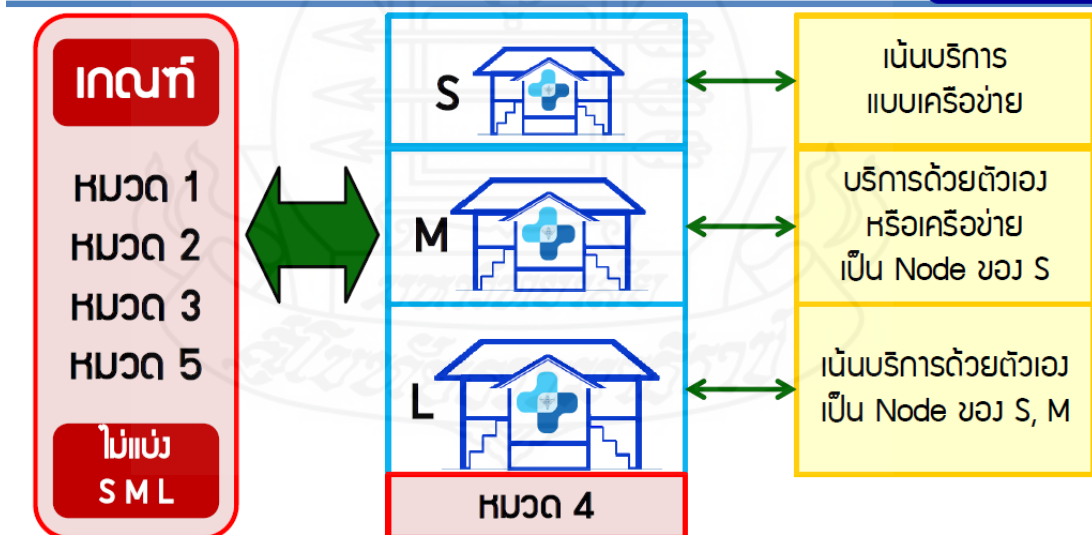 เกณฑ์
หมวด 1
หมวด 2
หมวด 3
หมวด 5
ไม่แบ่ง
S M L
S
M
L
หมวด 4
เน้นบริการ
แบบเครือข่าย
บริการด้วยตัวเอง
หรือเครือข่าย
เป็น Node ของ S
เน้นบริการด้วยตัวเอง
เป็น Node ของ S, M